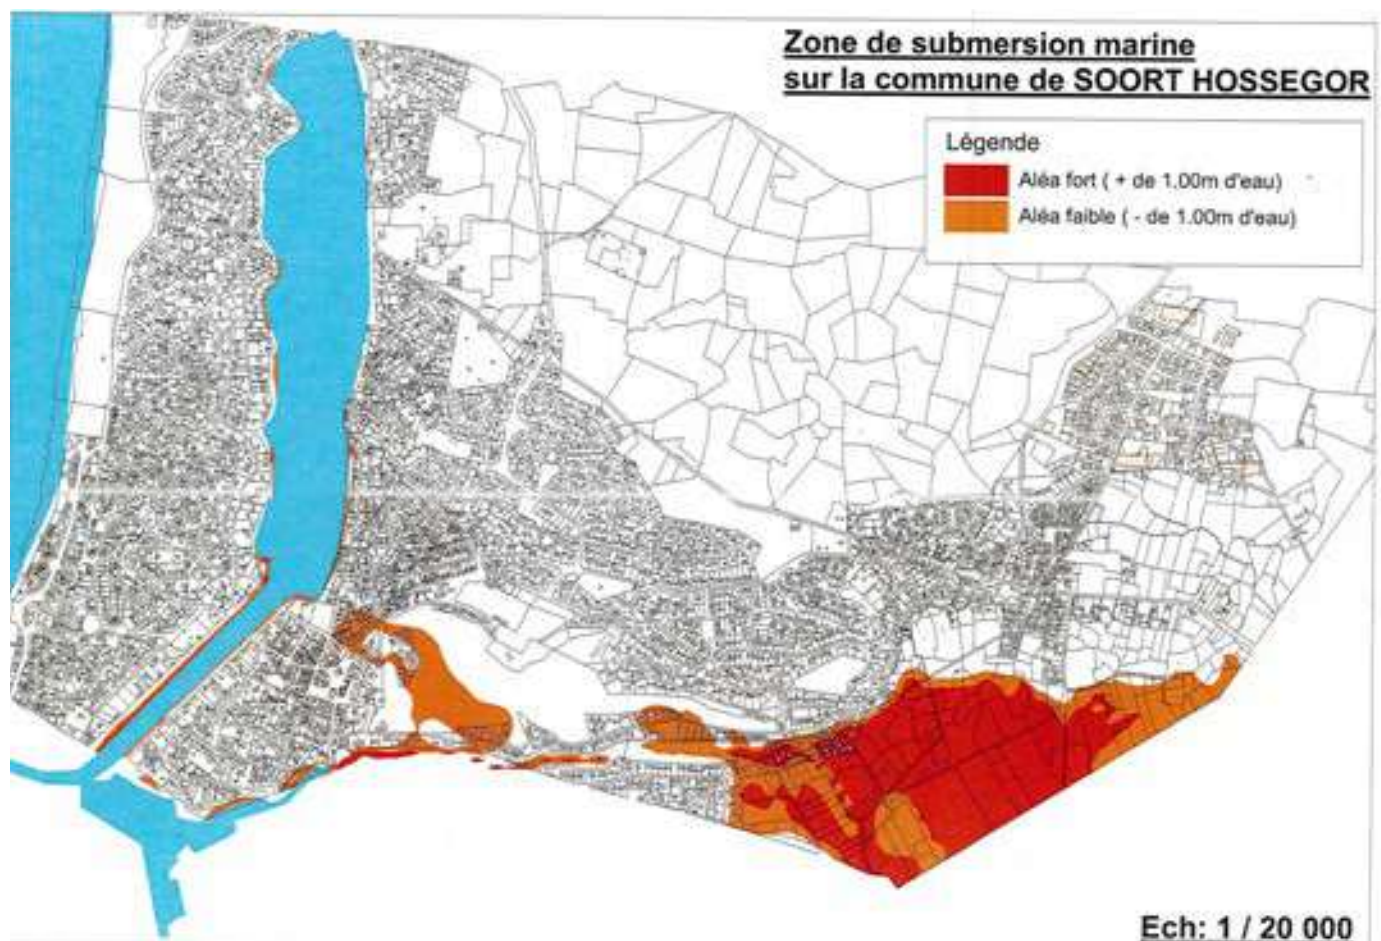 Zone de submersion marine
sur la commune de SOORT HOSSEGOR
Légende
Aléa fort ( + de 1.00m d'eau)
Aléa faible ( - de 1.00m d'eau)
Ech: 1 / 20 000